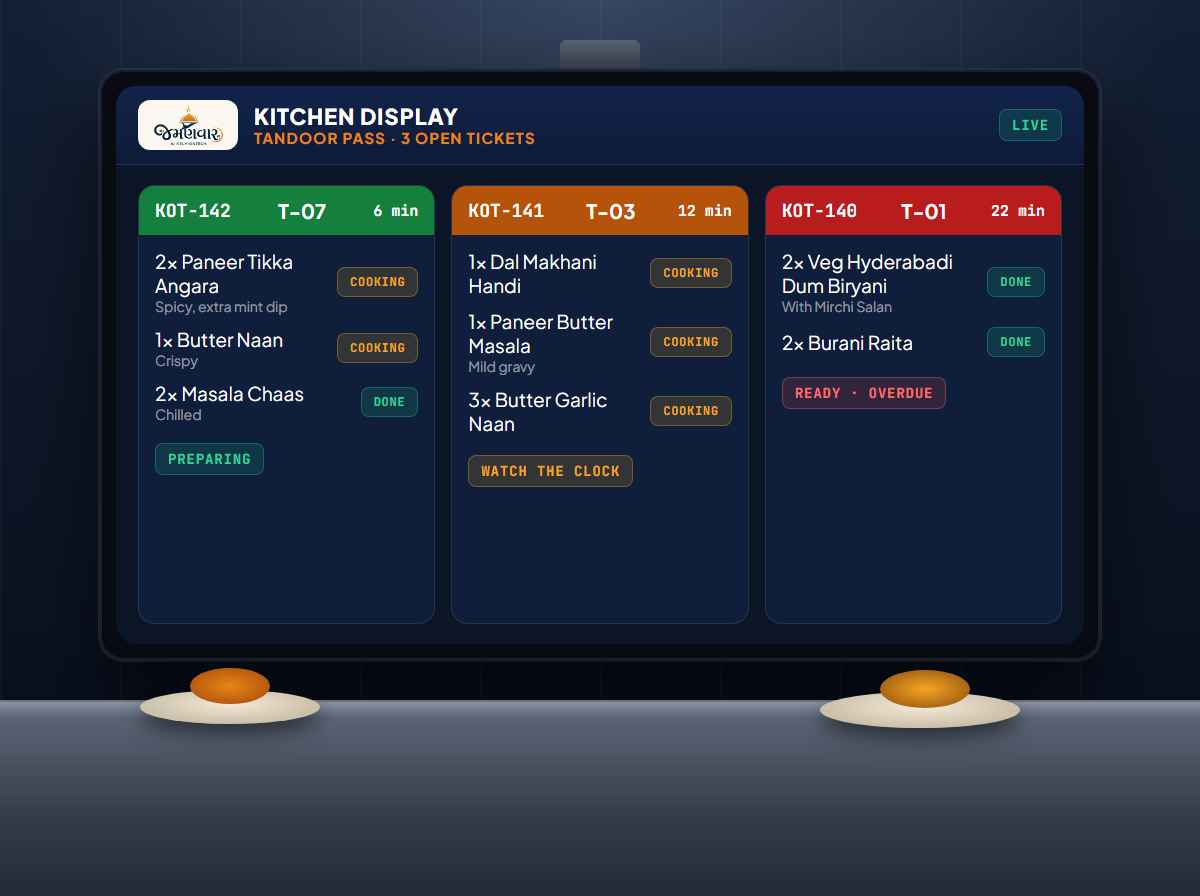 જમણવાર
KITCHEN DISPLAY
TANDOOR PASS · 3 OPEN TICKETS
LIVE
KOT-142 T-07 6 min
2× Paneer Tikka
Angara
COOKING
Spicy, extra mint dip
1× Butter Naan
COOKING
Crispy
2× Masala Chaas
DONE
Chilled
PREPARING
KOT-141 T-03 12 min
1× Dal Makhani
Handi
COOKING
1× Paneer Butter
Masala
COOKING
Mild gravy
3× Butter Garlic
Naan
COOKING
WATCH THE CLOCK
KOT-140 T-01 22 min
2× Veg Hyderabadi
Dum Biryani
DONE
With Mirchi Salan
2× Burani Raita
DONE
READY · OVERDUE